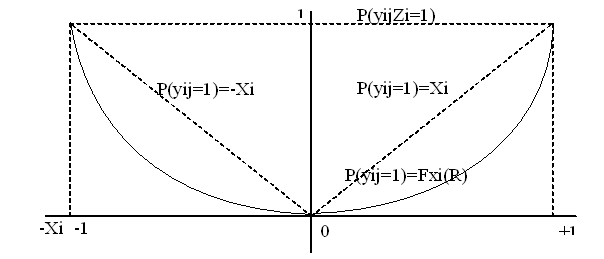 1
P(yijZi=1)
P(yij=1)=-Xi
P(yij=1)=Xi
P(yij=1)=Fxi(R)
-Xi -1 0 +1